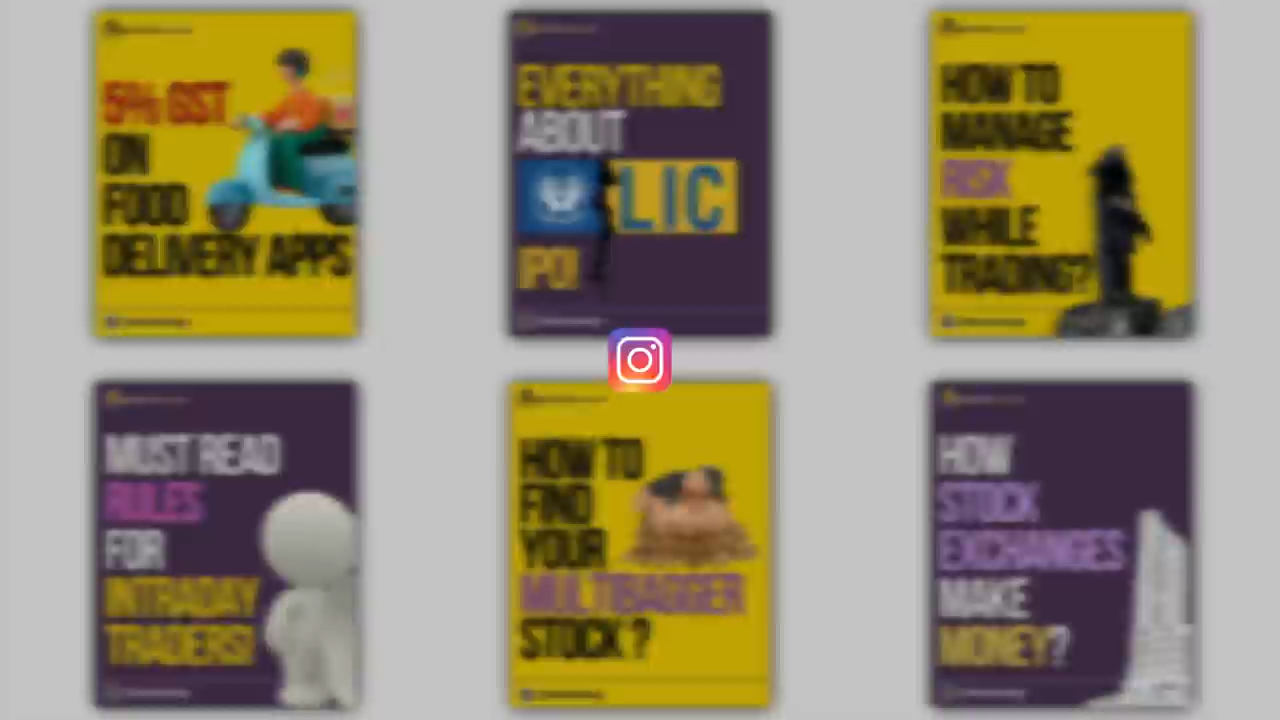 5% GST
ON
FOOD
DELIVERY APPS
EVERYTHING
ABOUT
LIC
IPO!
HOW TO
MANAGE
RISK
WHILE
TRADING?
MUST READ
RULES
FOR
INTRADAY
TRADERS!
HOW TO
FIND
YOUR
MULTIBAGGER
STOCK ?
HOW
STOCK
EXCHANGES
MAKE
MONEY?